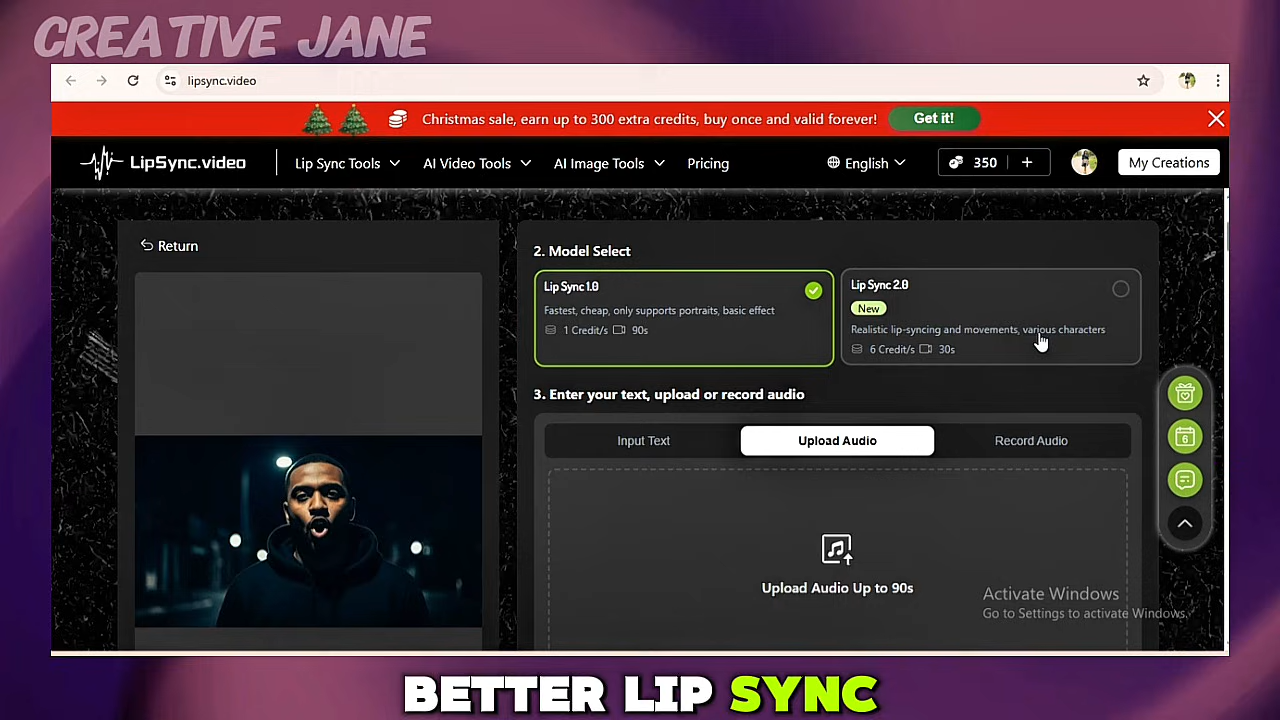 CREATIVE JANE
lipsync.video
Christmas sale, earn up to 300 extra credits, buy once and valid forever! Get it!
LipSync.video Lip Sync Tools AI Video Tools AI Image Tools Pricing English 350 + My Creations
Return
2. Model Select
Lip Sync 1.0
Fastest, cheap, only supports portraits, basic effect
1 Credit/s 90s
Lip Sync 2.0
New
Realistic lip-syncing and movements, various characters
6 Credit/s 30s
3. Enter your text, upload or record audio
Input Text Upload Audio Record Audio
6
Upload Audio Up to 90s
Activate Windows
Go to Settings to activate Windows.
BETTER LIP SYNC